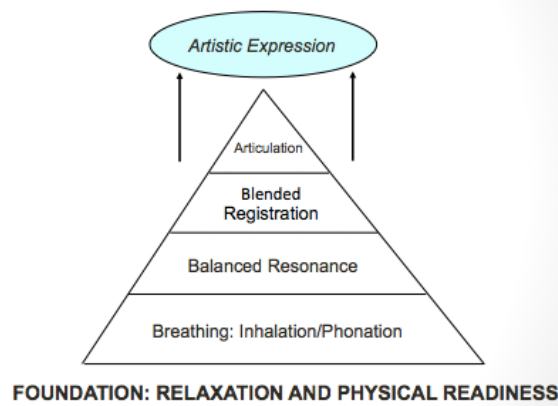 Artistic Expression
Articulation
Blended
Registration
Balanced Resonance
Breathing: Inhalation/Phonation
FOUNDATION: RELAXATION AND PHYSICAL READINESS